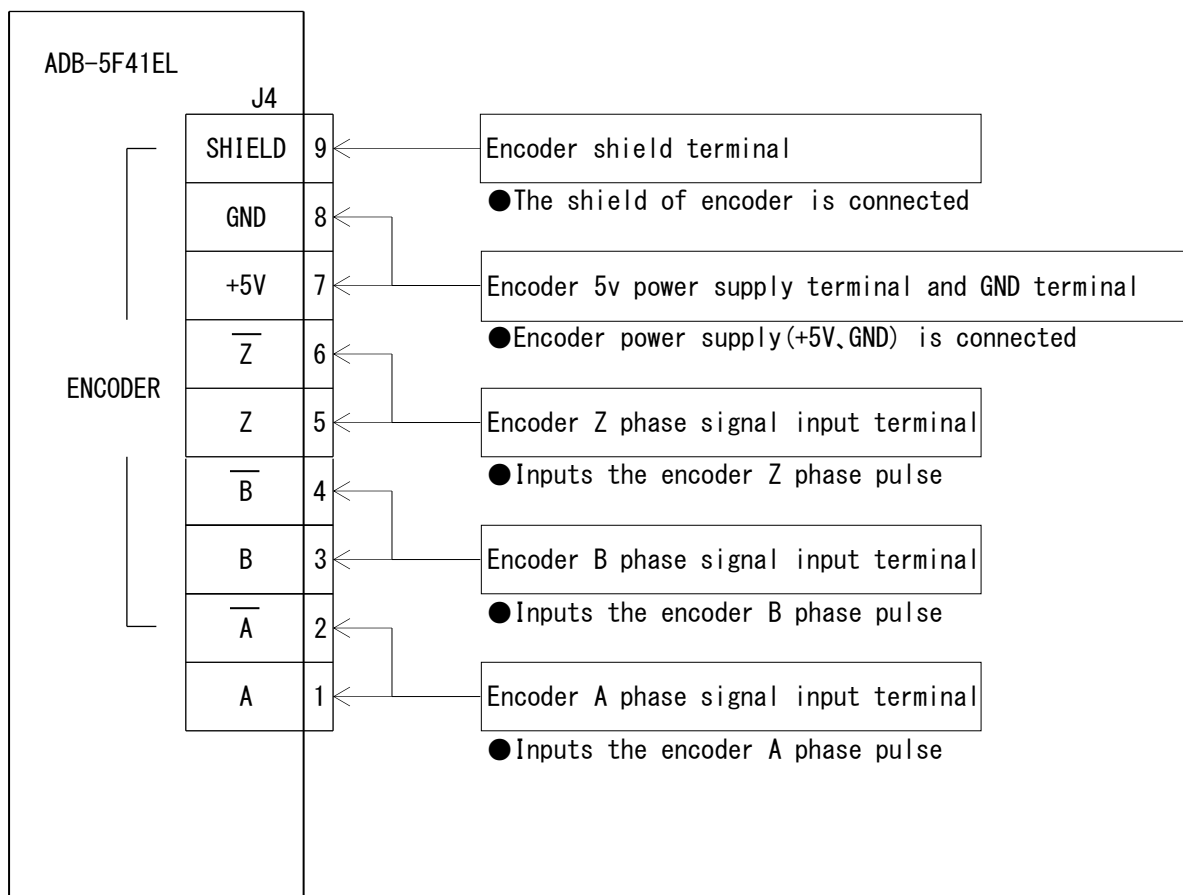 ADB-5F41EL
J4
SHIELD 9 Encoder shield terminal
●The shield of encoder is connected
GND 8
+5V 7 Encoder 5v power supply terminal and GND terminal
●Encoder power supply(+5V、GND) is connected
Z̅ 6
ENCODER
Z 5 Encoder Z phase signal input terminal
●Inputs the encoder Z phase pulse
B̅ 4
B 3 Encoder B phase signal input terminal
●Inputs the encoder B phase pulse
A̅ 2
A 1 Encoder A phase signal input terminal
●Inputs the encoder A phase pulse